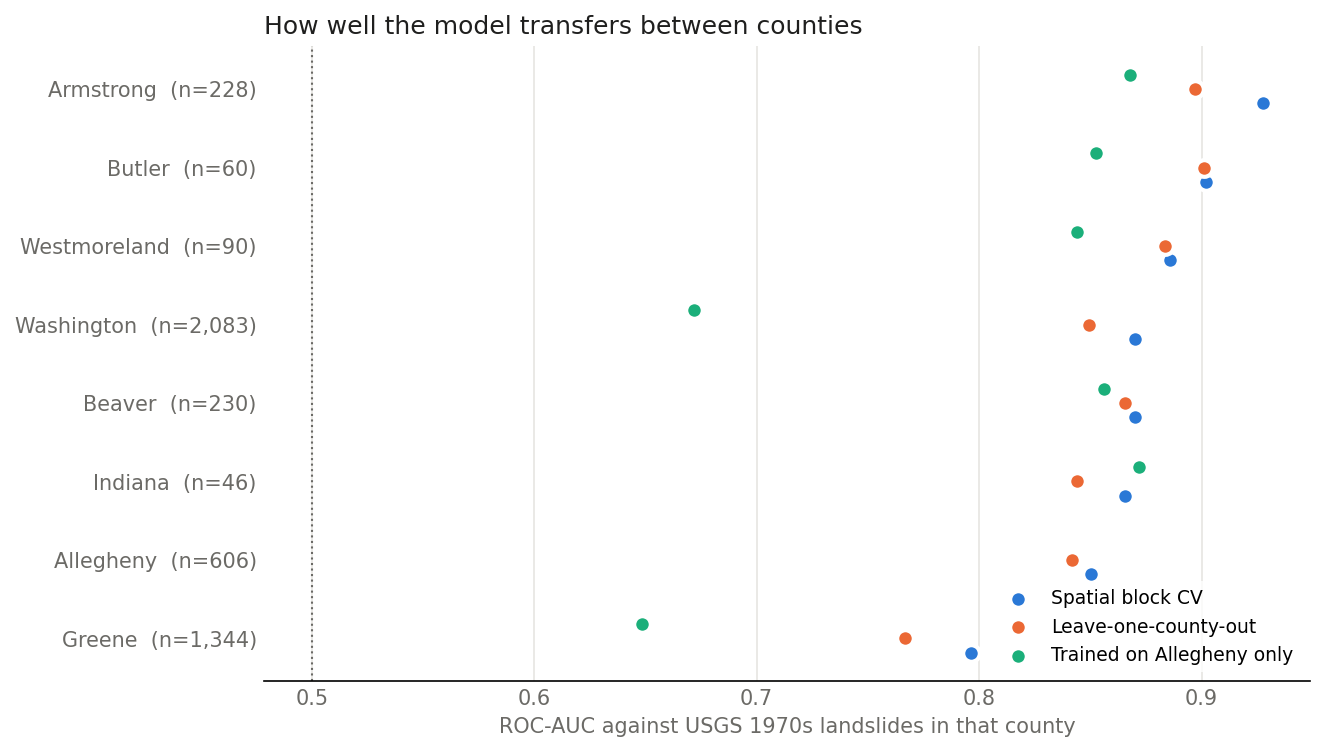 How well the model transfers between counties
Armstrong (n=228)
Butler (n=60)
Westmoreland (n=90)
Washington (n=2,083)
Beaver (n=230)
Indiana (n=46)
Allegheny (n=606)
Greene (n=1,344)
Spatial block CV
Leave-one-county-out
Trained on Allegheny only
0.5 0.6 0.7 0.8 0.9
ROC-AUC against USGS 1970s landslides in that county